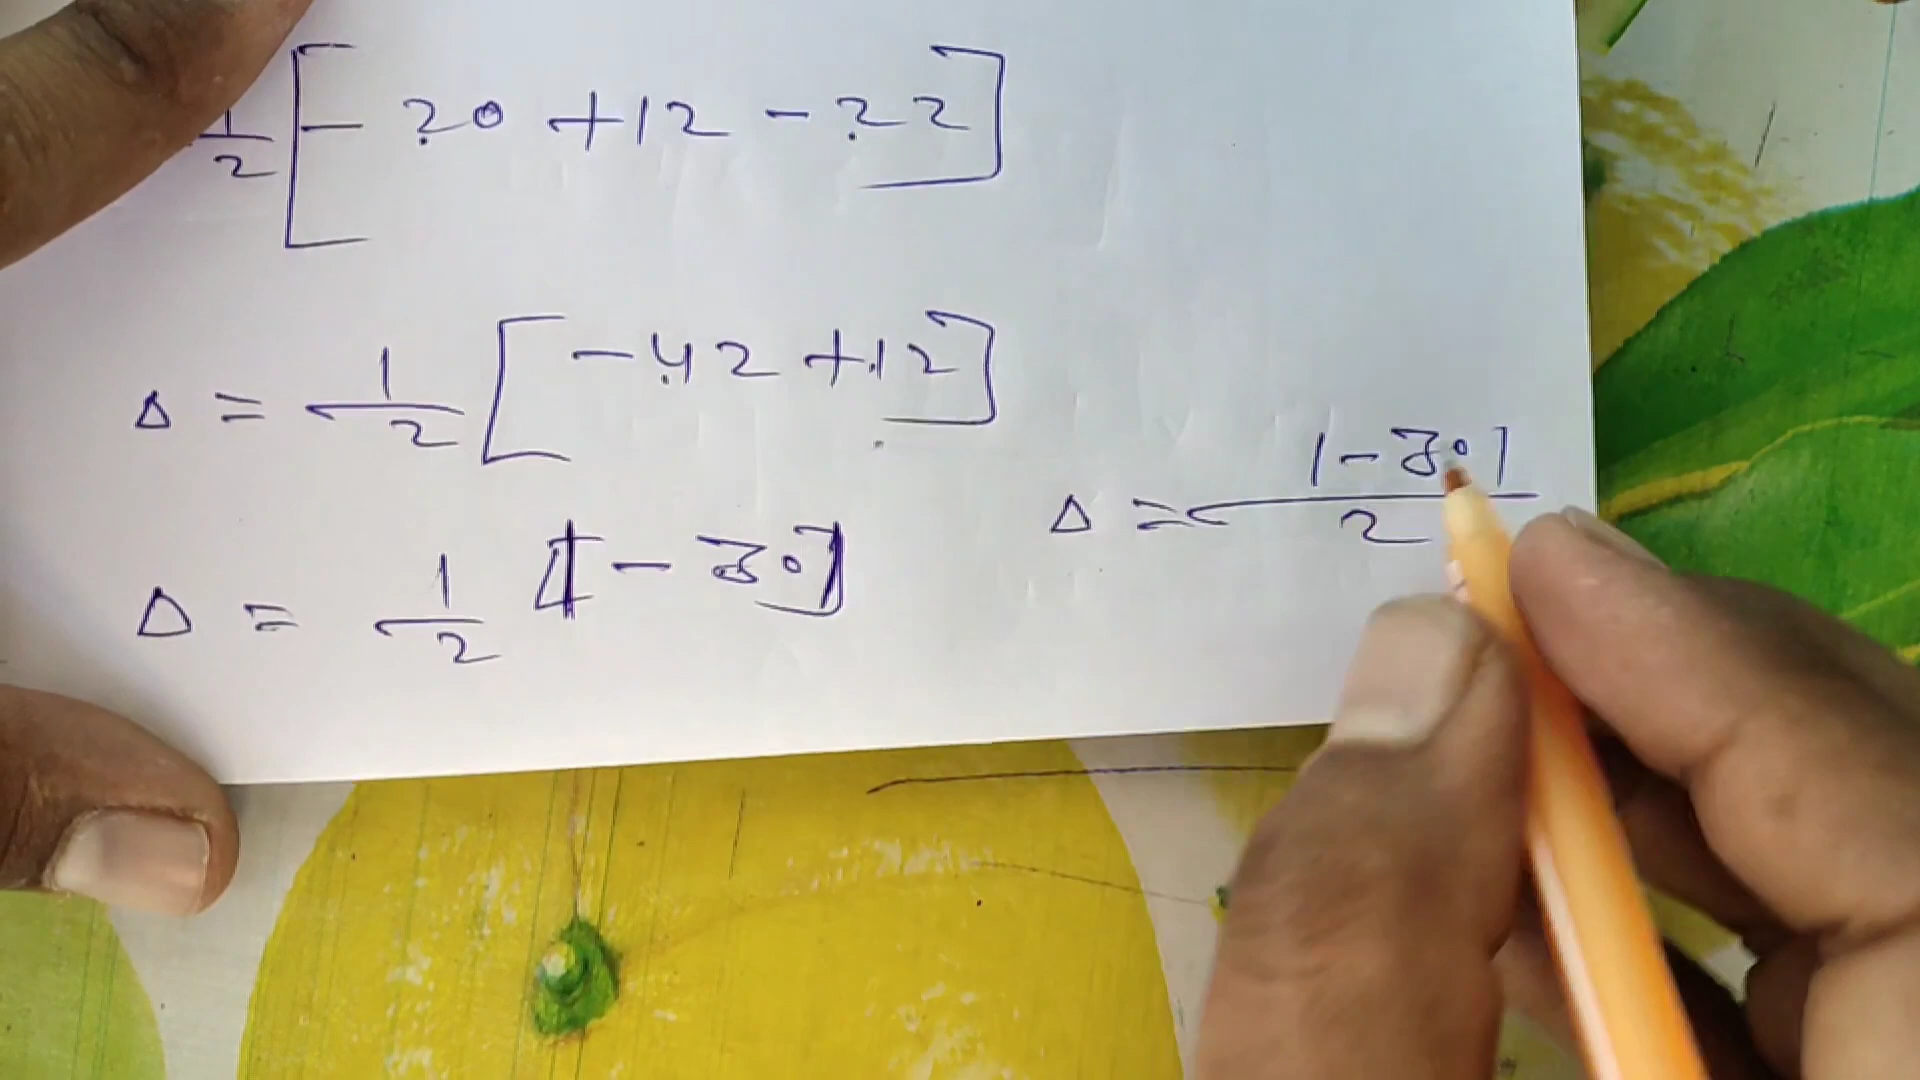 1/2 [- 20 + 12 - 22]
Δ = 1/2 [-42 + 12]
Δ = 1/2 |-30|
Δ = |-30|/2